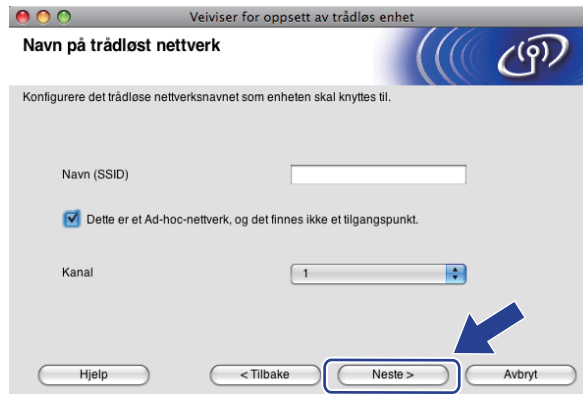 Veiviser for oppsett av trådløs enhet
Navn på trådløst nettverk
Konfigurere det trådløse nettverksnavnet som enheten skal knyttes til.
Navn (SSID)
Dette er et Ad-hoc-nettverk, og det finnes ikke et tilgangspunkt.
Kanal 1
Hjelp < Tilbake Neste > Avbryt